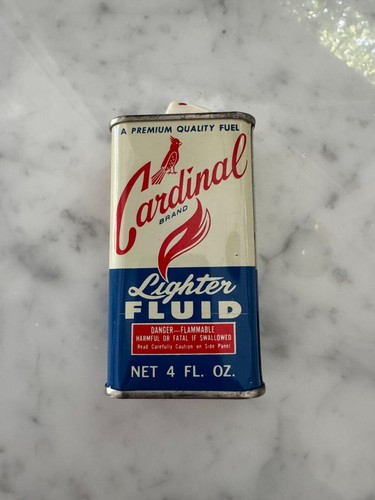 A PREMIUM QUALITY FUEL
Cardinal
BRAND
Lighter
FLUID
DANGER—FLAMMABLE
HARMFUL OR FATAL IF SWALLOWED
Read Carefully Caution on Side Panel
NET 4 FL. OZ.